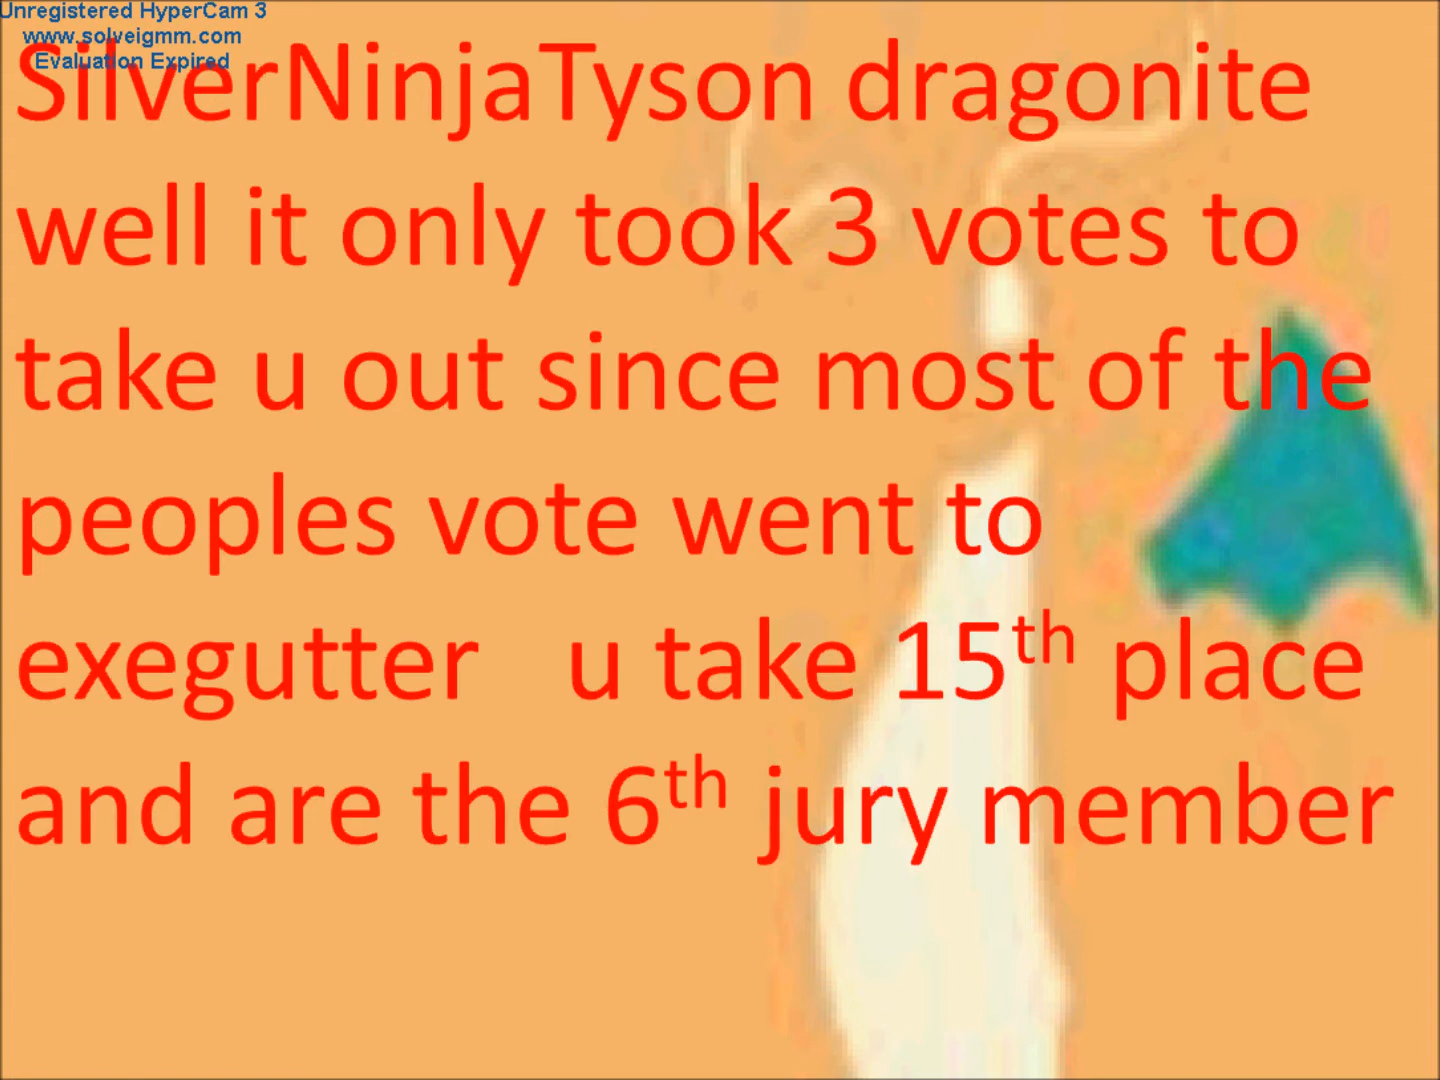 Unregistered HyperCam 3
www.solveigmm.com
Evaluation Expired
SilverNinjaTyson dragonite
well it only took 3 votes to
take u out since most of the
peoples vote went to
exegutter u take 15th place
and are the 6th jury member